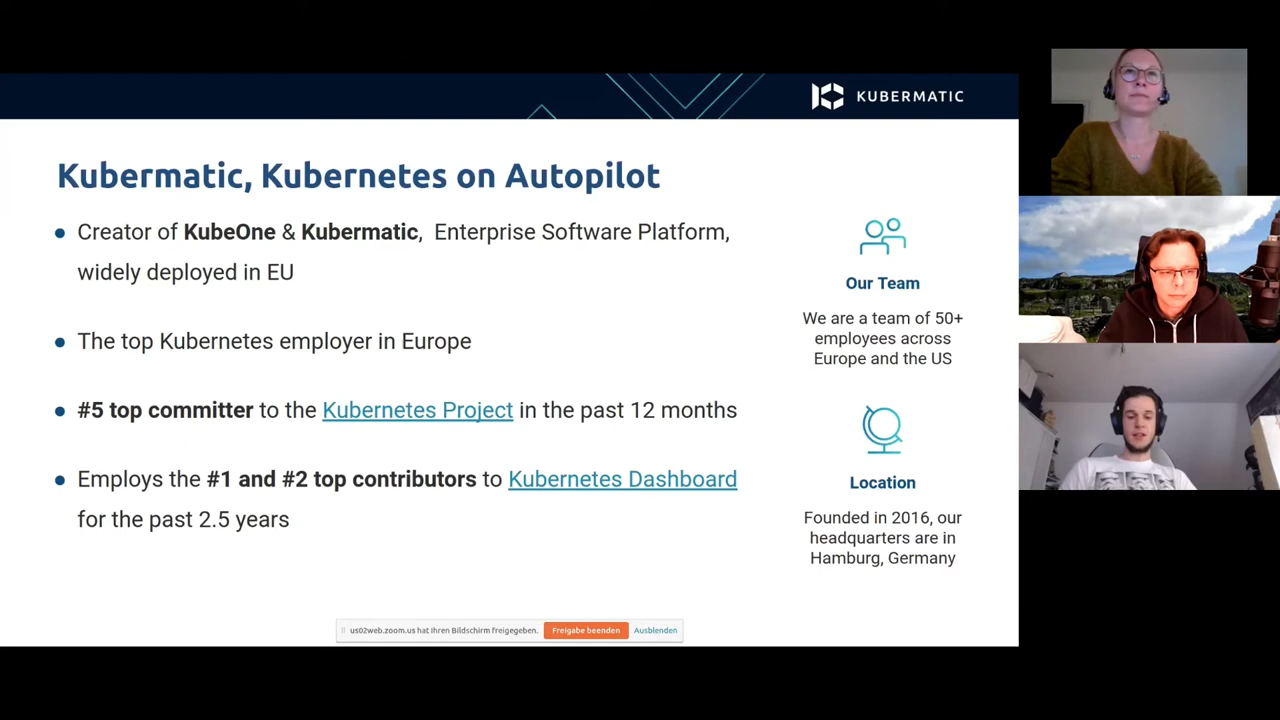 KUBERMATIC
Kubermatic, Kubernetes on Autopilot
● Creator of KubeOne & Kubermatic, Enterprise Software Platform,
widely deployed in EU
● The top Kubernetes employer in Europe
● #5 top committer to the Kubernetes Project in the past 12 months
● Employs the #1 and #2 top contributors to Kubernetes Dashboard
for the past 2.5 years
Our Team
We are a team of 50+
employees across
Europe and the US
Location
Founded in 2016, our
headquarters are in
Hamburg, Germany
us02web.zoom.us hat Ihren Bildschirm freigegeben. Freigabe beenden Ausblenden